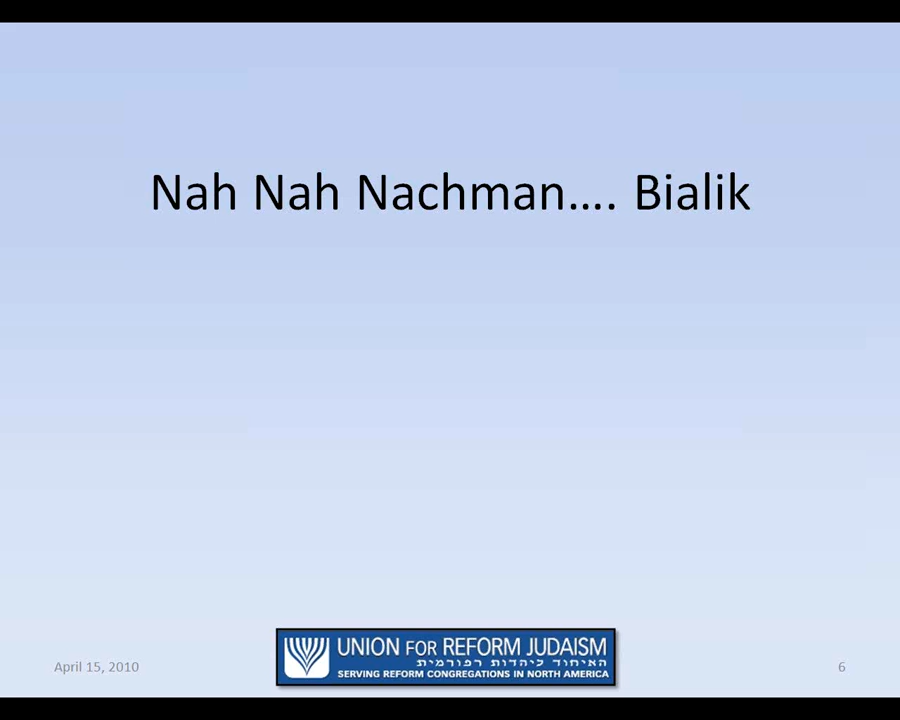 Nah Nah Nachman…. Bialik
April 15, 2010
UNION FOR REFORM JUDAISM
האיחוד ליהדות רפורמית
SERVING REFORM CONGREGATIONS IN NORTH AMERICA
6